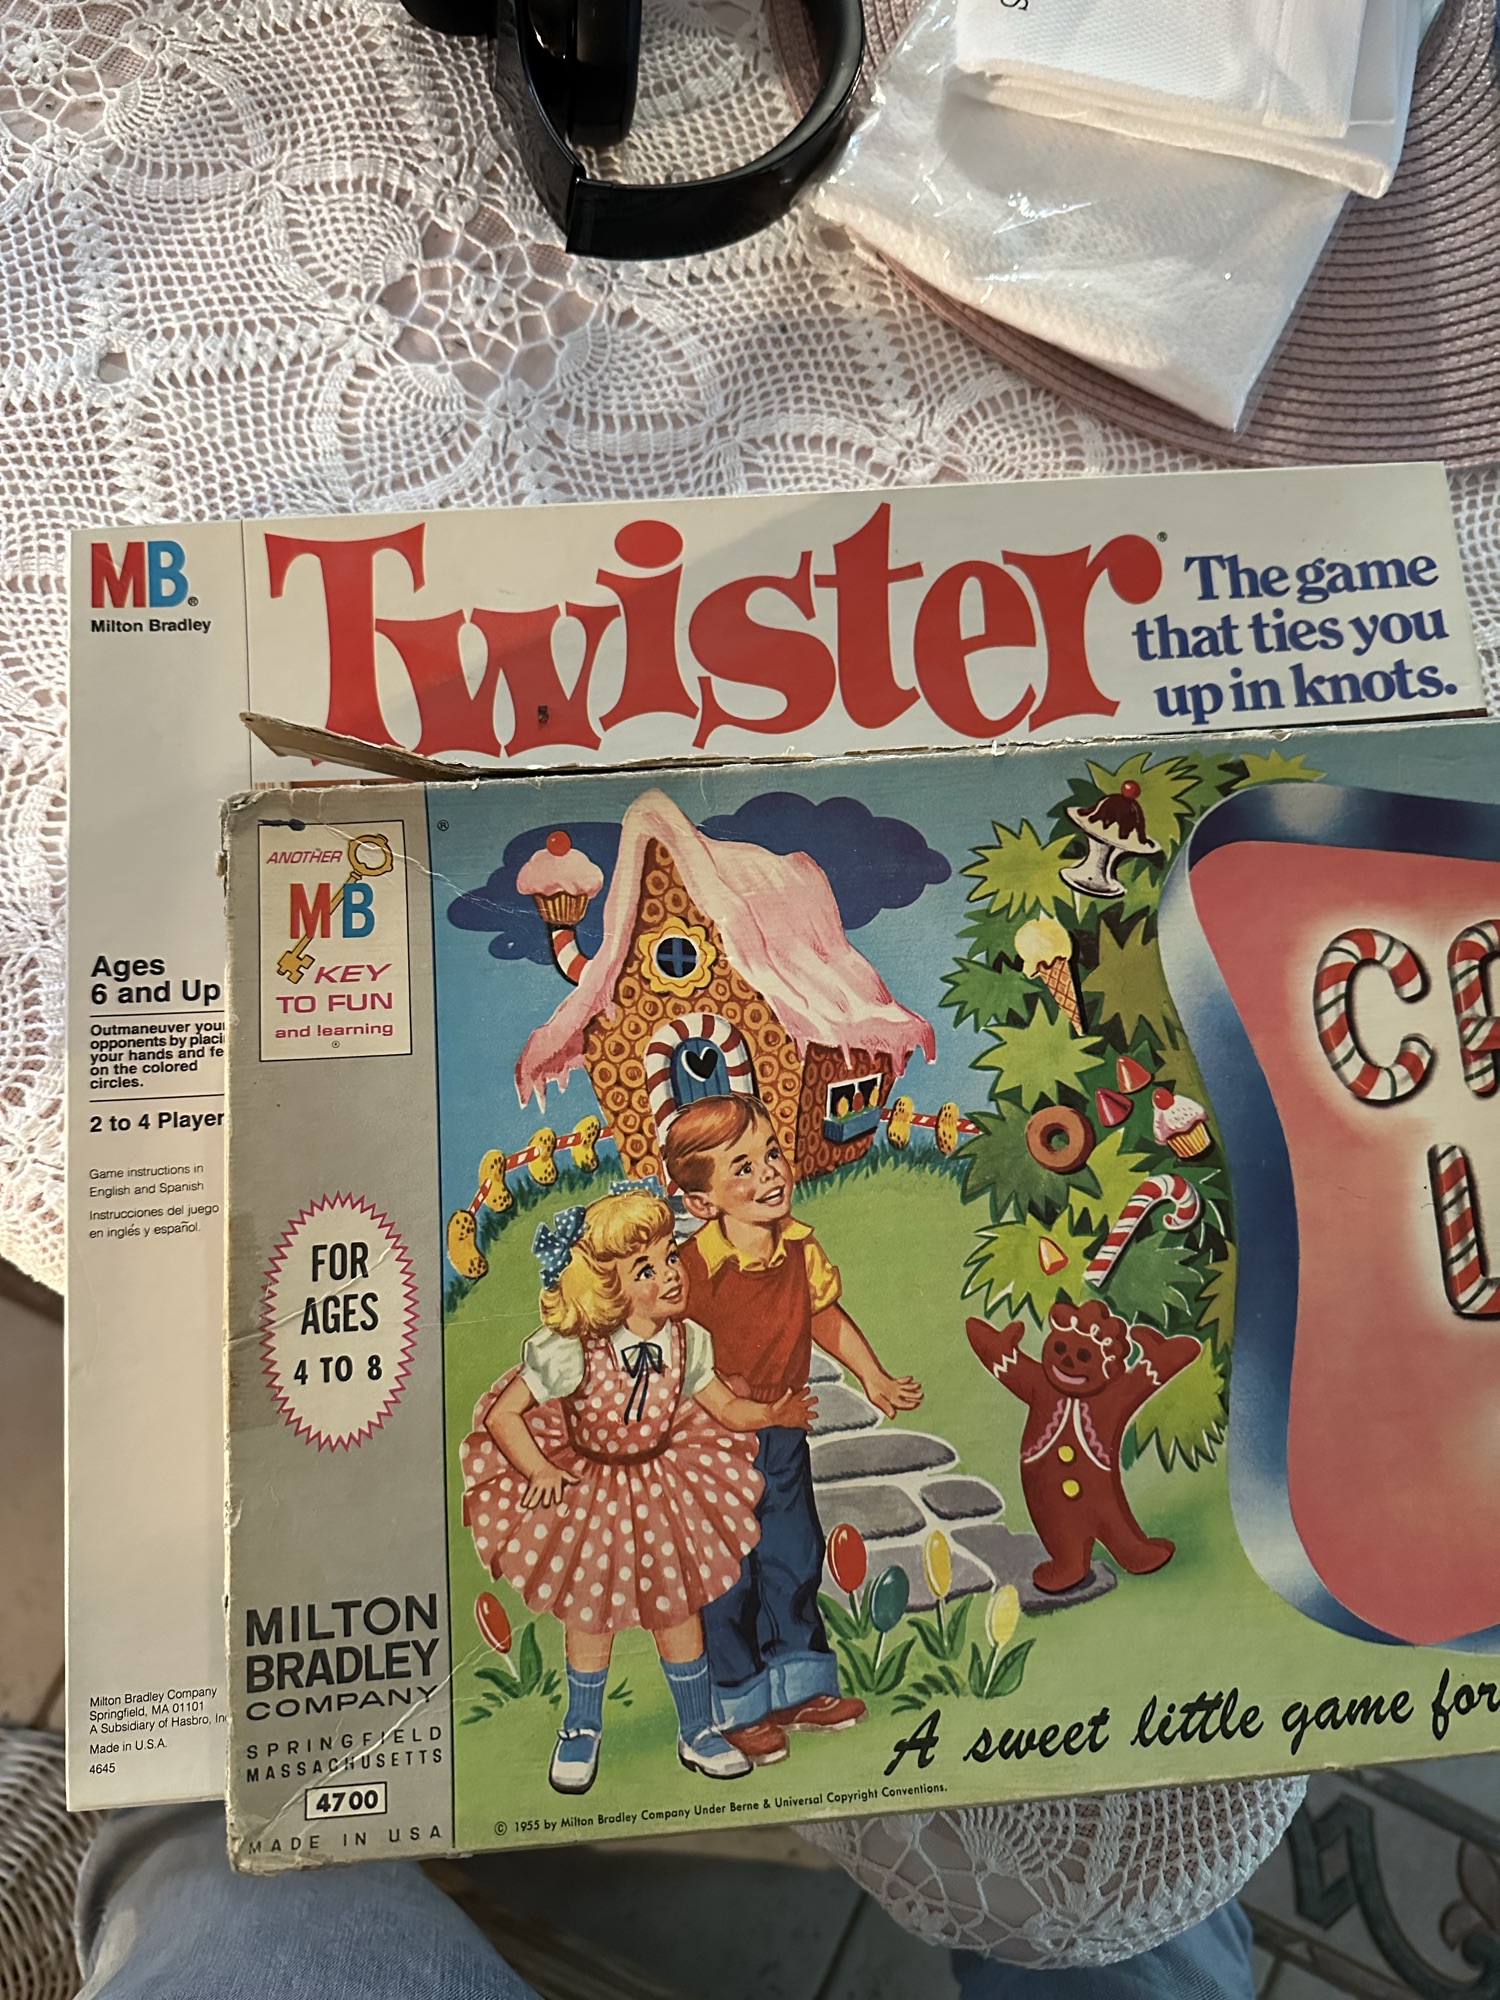 MB®
Milton Bradley
Twister®
The game
that ties you
up in knots.
Ages
6 and Up
Outmaneuver your
opponents by
your hands and
on the colored
circles.
2 to 4
Game instructions in
English and Spanish
Instrucciones del juego
en inglés y español.
Milton Bradley Company
Springfield, MA 01101
A Subsidiary of Hasbro,
Made in U.S.A.
4645
®
ANOTHER
MB
KEY
TO FUN
and learning
®
FOR
AGES
4 TO 8
MILTON
BRADLEY
COMPANY
SPRINGFIELD
MASSACHUSETTS
4700
MADE IN USA
CA
L
A sweet little game for
© 1955 by Milton Bradley Company Under Berne & Universal Copyright Conventions.